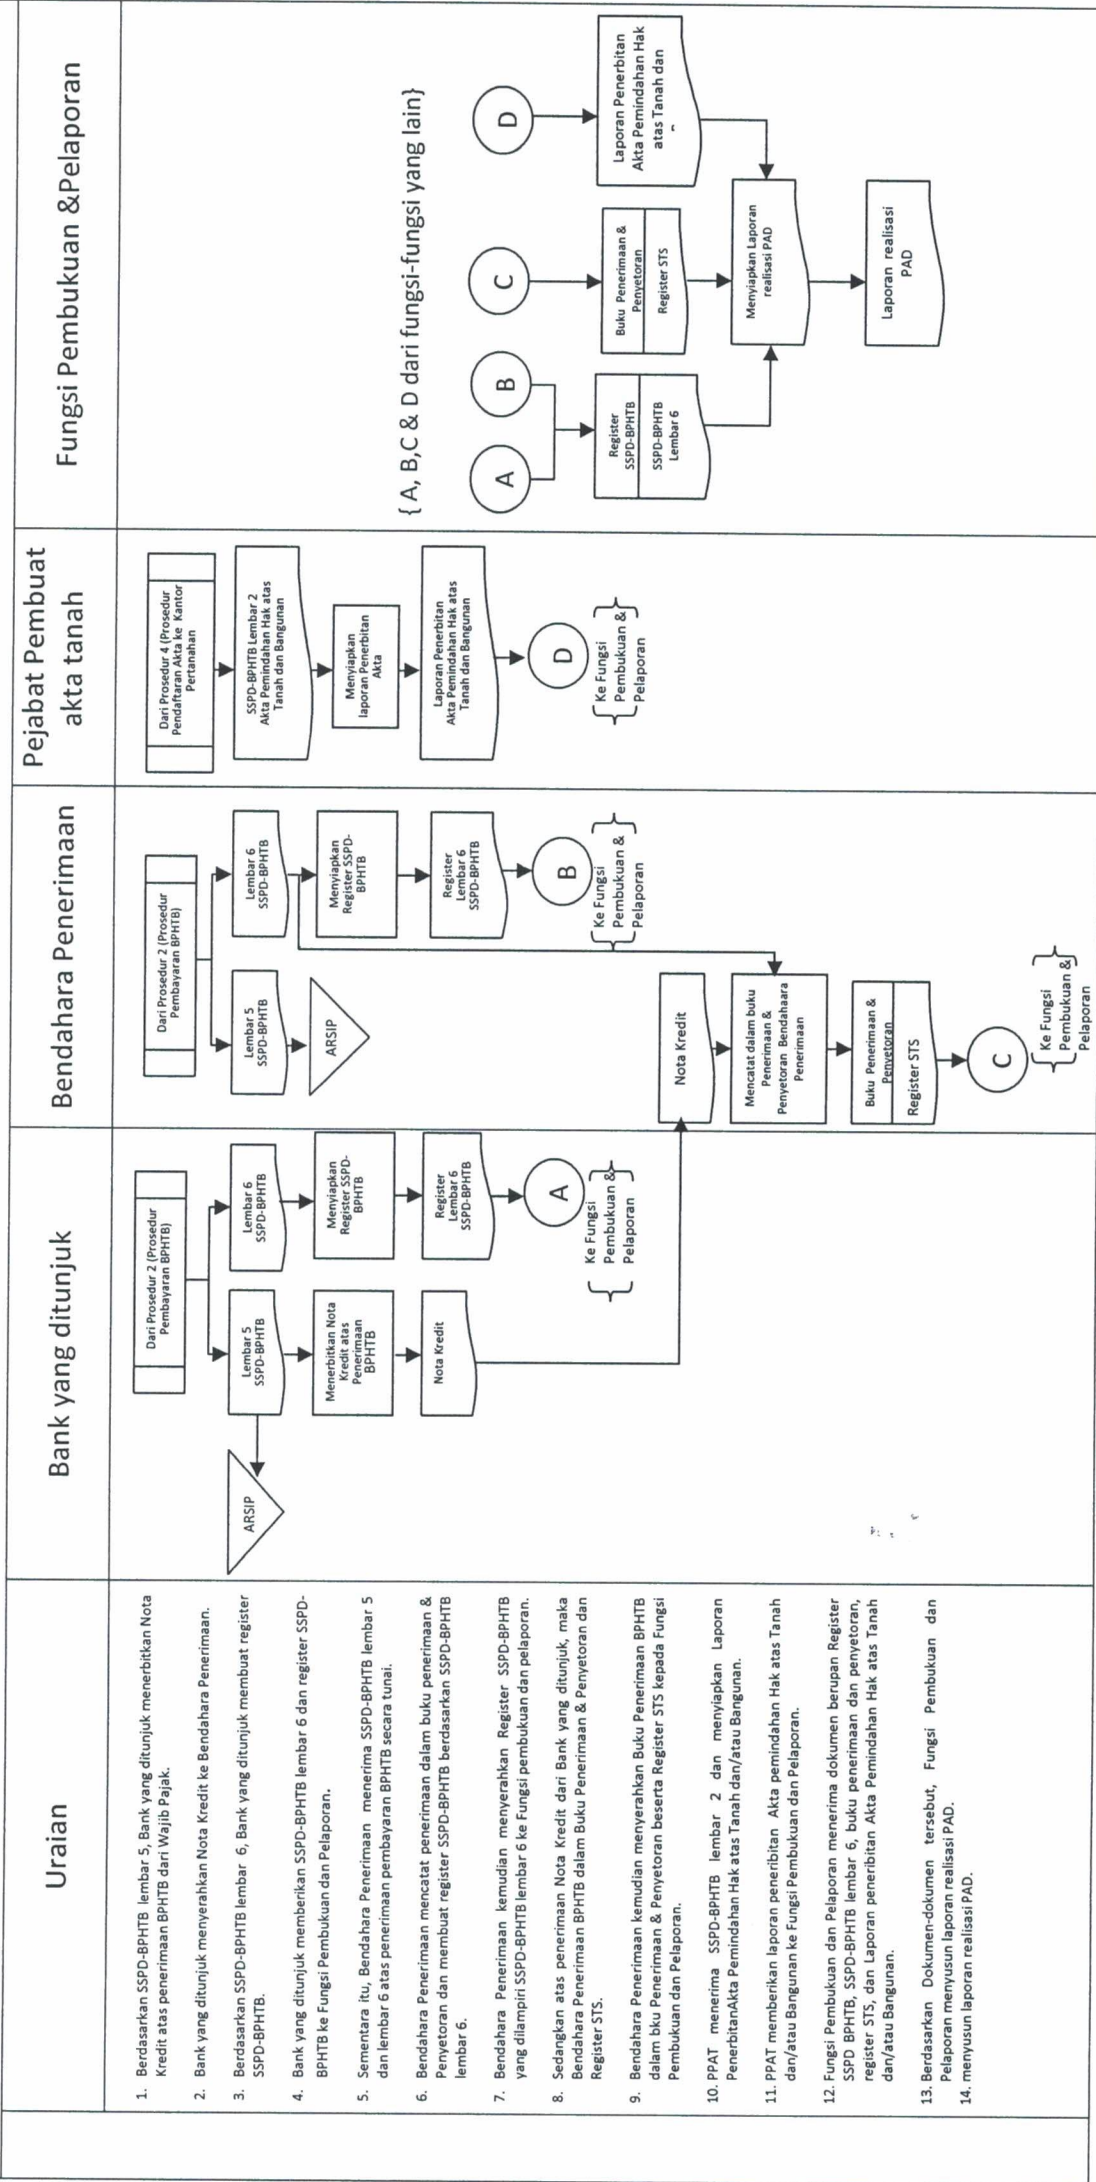 Uraian
1. Berdasarkan SSPD-BPHTB lembar 5, Bank yang ditunjuk menerbitkan Nota
Kredit atas penerimaan BPHTB dari Wajib Pajak.
2. Bank yang ditunjuk menyerahkan Nota Kredit ke Bendahara Penerimaan.
3. Berdasarkan SSPD-BPHTB lembar 6, Bank yang ditunjuk membuat register
SSPD-BPHTB.
4. Bank yang ditunjuk memberikan SSPD-BPHTB lembar 6 dan register SSPD-
BPHTB ke Fungsi Pembukuan dan Pelaporan.
5. Sementara itu, Bendahara Penerimaan menerima SSPD-BPHTB lembar 5
dan lembar 6 atas penerimaan pembayaran BPHTB secara tunai.
6. Bendahara Penerimaan mencatat penerimaan dalam buku penerimaan &
Penyetoran dan membuat register SSPD-BPHTB berdasarkan SSPD-BPHTB
lembar 6.
7. Bendahara Penerimaan kemudian menyerahkan Register SSPD-BPHTB
yang dilampiri SSPD-BPHTB lembar 6 ke Fungsi pembukuan dan pelaporan.
8. Sedangkan atas penerimaan Nota Kredit dari Bank yang ditunjuk, maka
Bendahara Penerimaan BPHTB dalam Buku Penerimaan & Penyetoran dan
Register STS.
9. Bendahara Penerimaan kemudian menyerahkan Buku Penerimaan BPHTB
dalam bku Penerimaan & Penyetoran beserta Register STS kepada Fungsi
Pembukuan dan Pelaporan.
10. PPAT menerima SSPD-BPHTB lembar 2 dan menyiapkan Laporan
PenerbitanAkta Pemindahan Hak atas Tanah dan/atau Bangunan.
11. PPAT memberikan laporan peneribitan Akta pemindahan Hak atas Tanah
dan/atau Bangunan ke Fungsi Pembukuan dan Pelaporan.
12. Fungsi Pembukuan dan Pelaporan menerima dokumen berupan Register
SSPD BPHTB, SSPD-BPHTB lembar 6, buku penerimaan dan penyetoran,
register STS, dan Laporan peneribitan Akta Pemindahan Hak atas Tanah
dan/atau Bangunan.
13. Berdasarkan Dokumen-dokumen tersebut, Fungsi Pembukuan dan
Pelaporan menyusun laporan realisasi PAD.
14. menyusun laporan realisasi PAD.
Bank yang ditunjuk
Dari Prosedur 2 (Prosedur
Pembayaran BPHTB)
Lembar 5
SSPD-BPHTB
Lembar 6
SSPD-BPHTB
ARSIP
Menerbitkan Nota
Kredit atas
Penerimaan
BPHTB
Menyiapkan
Register SSPD-
BPHTB
Nota Kredit
Register
Lembar 6
SSPD-BPHTB
A
Ke Fungsi
Pembukuan &
Pelaporan
Bendahara Penerimaan
Dari Prosedur 2 (Prosedur
Pembayaran BPHTB)
Lembar 5
SSPD-BPHTB
Lembar 6
SSPD-BPHTB
ARSIP
Menyiapkan
Register SSPD-
BPHTB
Register
Lembar 6
SSPD-BPHTB
B
Ke Fungsi
Pembukuan &
Pelaporan
Nota Kredit
Mencatat dalam buku
Penerimaan &
Penyetoran Bendahaara
Penerimaan
Buku Penerimaan &
Penyetoran
Register STS
C
Ke Fungsi
Pembukuan &
Pelaporan
Pejabat Pembuat
akta tanah
Dari Prosedur 4 (Prosedur
Pendaftaran Akta ke Kantor
Pertanahan
SSPD-BPHTB Lembar 2
Akta Pemindahan Hak atas
Tanah dan Bangunan
Menyiapkan
laporan Penerbitan
Akta
Laporan Penerbitan
Akta Pemindahan Hak atas
Tanah dan Bangunan
D
Ke Fungsi
Pembukuan &
Pelaporan
Fungsi Pembukuan &Pelaporan
{ A, B,C & D dari fungsi-fungsi yang lain}
A
B
C
D
Register
SSPD-BPHTB
SSPD-BPHTB
Lembar 6
Buku Penerimaan &
Penyetoran
Register STS
Laporan Penerbitan
Akta Pemindahan Hak
atas Tanah dan
Menyiapkan Laporan
realisasi PAD
Laporan realisasi
PAD